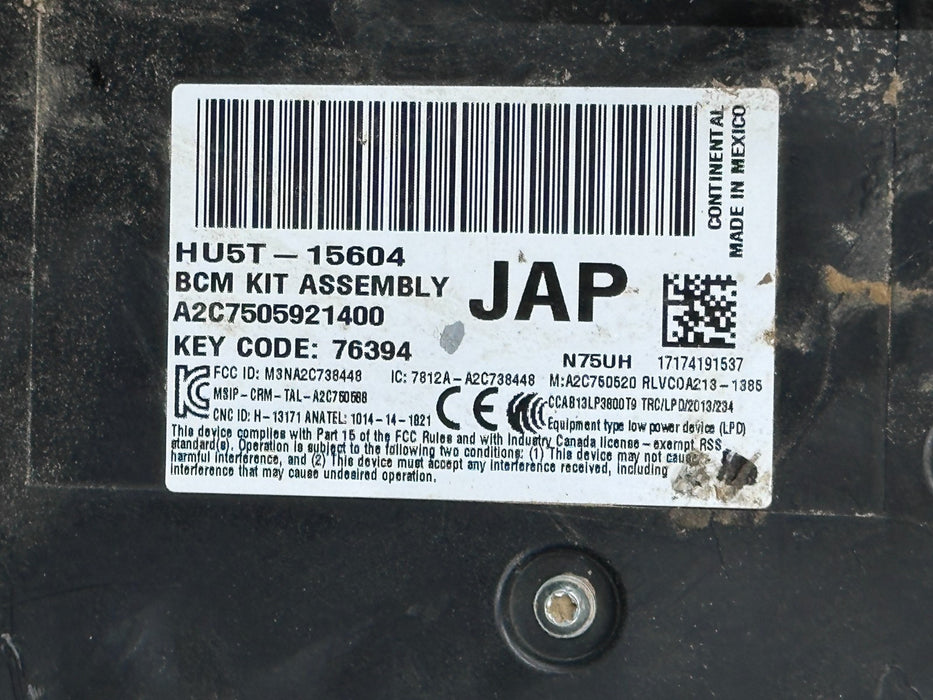 CONTINENTAL
MADE IN MEXICO
HU5T - 15604
BCM KIT ASSEMBLY
JAP
A2C7505921400
KEY CODE: 76394
N75UH 17174191537
FCC ID: M3NA2C738448 IC: 7812A-A2C738448 M:A2C750520 RLVCOA213-1385
MSIP-CRM-TAL-A2C750588
CE
CCAB13LP3800T9 TRC/LPD/2013/234
CNC ID: H-13171 ANATEL: 1014-14-1821
Equipment type low power device (LPD)
This device complies with Part 15 of the FCC Rules and with Industry Canada license-exempt RSS
standard(s). Operation is subject to the following two conditions: (1) This device may not cause
harmful interference, and (2) This device must accept any interference received, including
interference that may cause undesired operation.